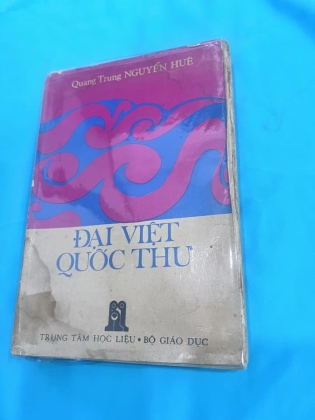 Quang Trung NGUYỄN HUỆ
ĐẠI VIỆT
QUỐC THƯ
TRUNG TÂM HỌC LIỆU • BỘ GIÁO DỤC